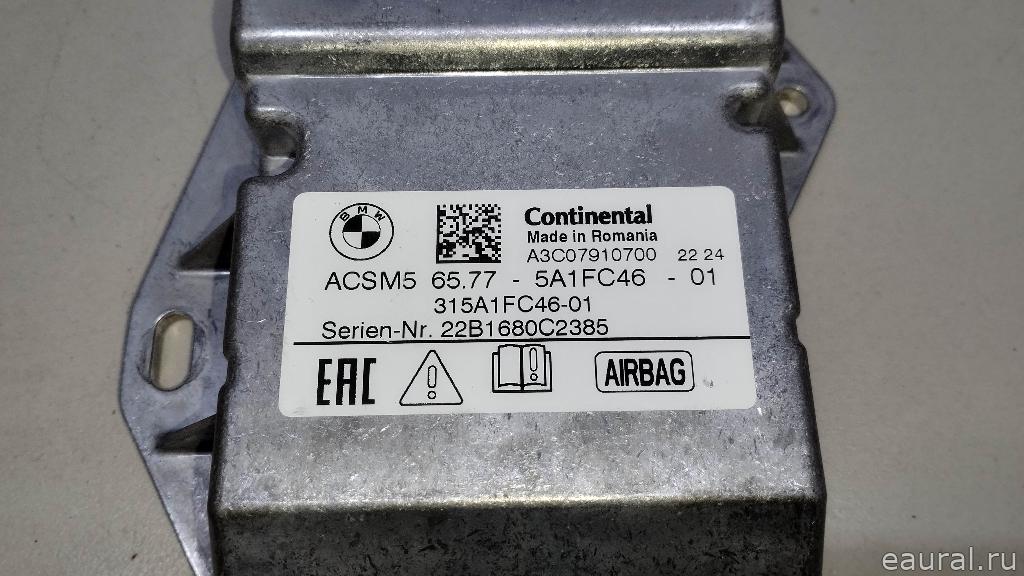 BMW
Continental
Made in Romania
A3C07910700 22 24
ACSM5 65.77 - 5A1FC46 - 01
315A1FC46-01
Serien-Nr. 22B1680C2385
EAC
AIRBAG
eaural.ru